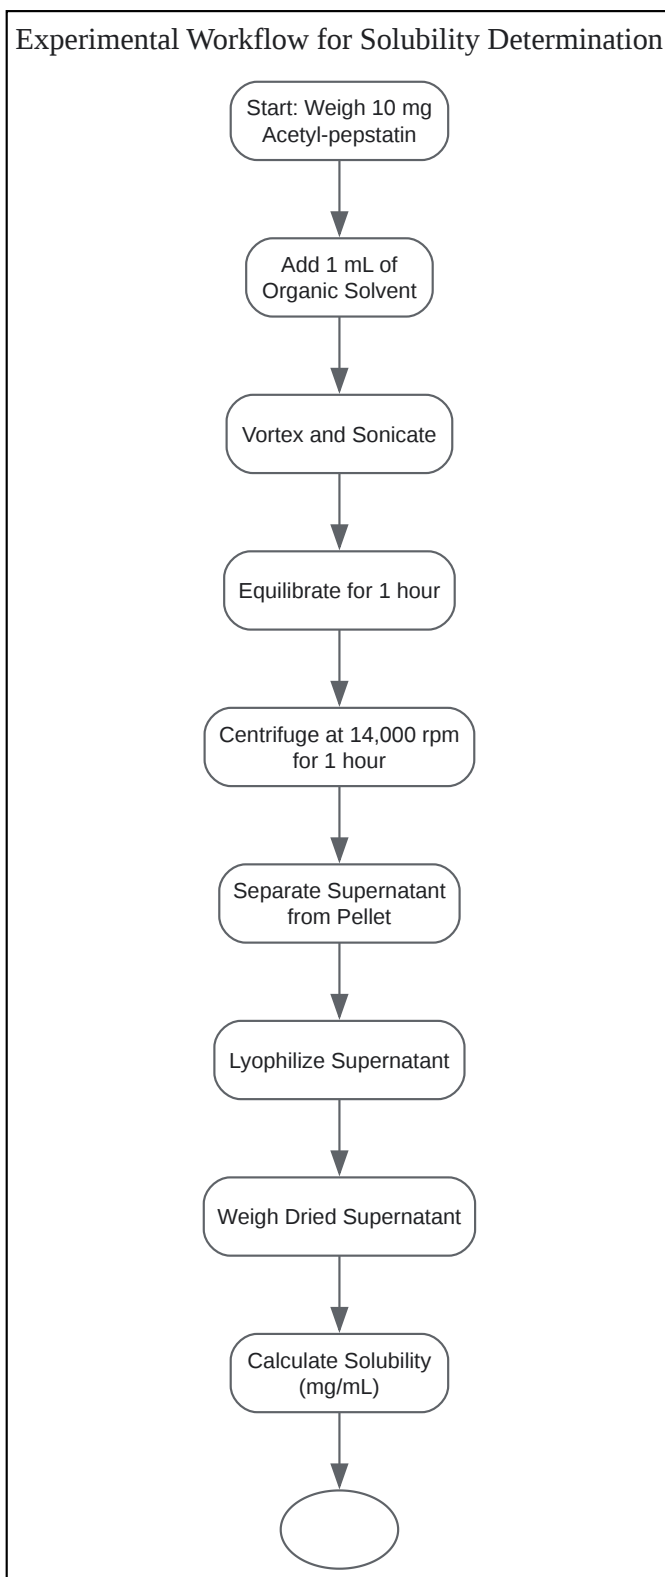 Experimental Workflow for Solubility Determination
Start: Weigh 10 mg
Acetyl-pepstatin
Add 1 mL of
Organic Solvent
Vortex and Sonicate
Equilibrate for 1 hour
Centrifuge at 14,000 rpm
for 1 hour
Separate Supernatant
from Pellet
Lyophilize Supernatant
Weigh Dried Supernatant
Calculate Solubility
(mg/mL)